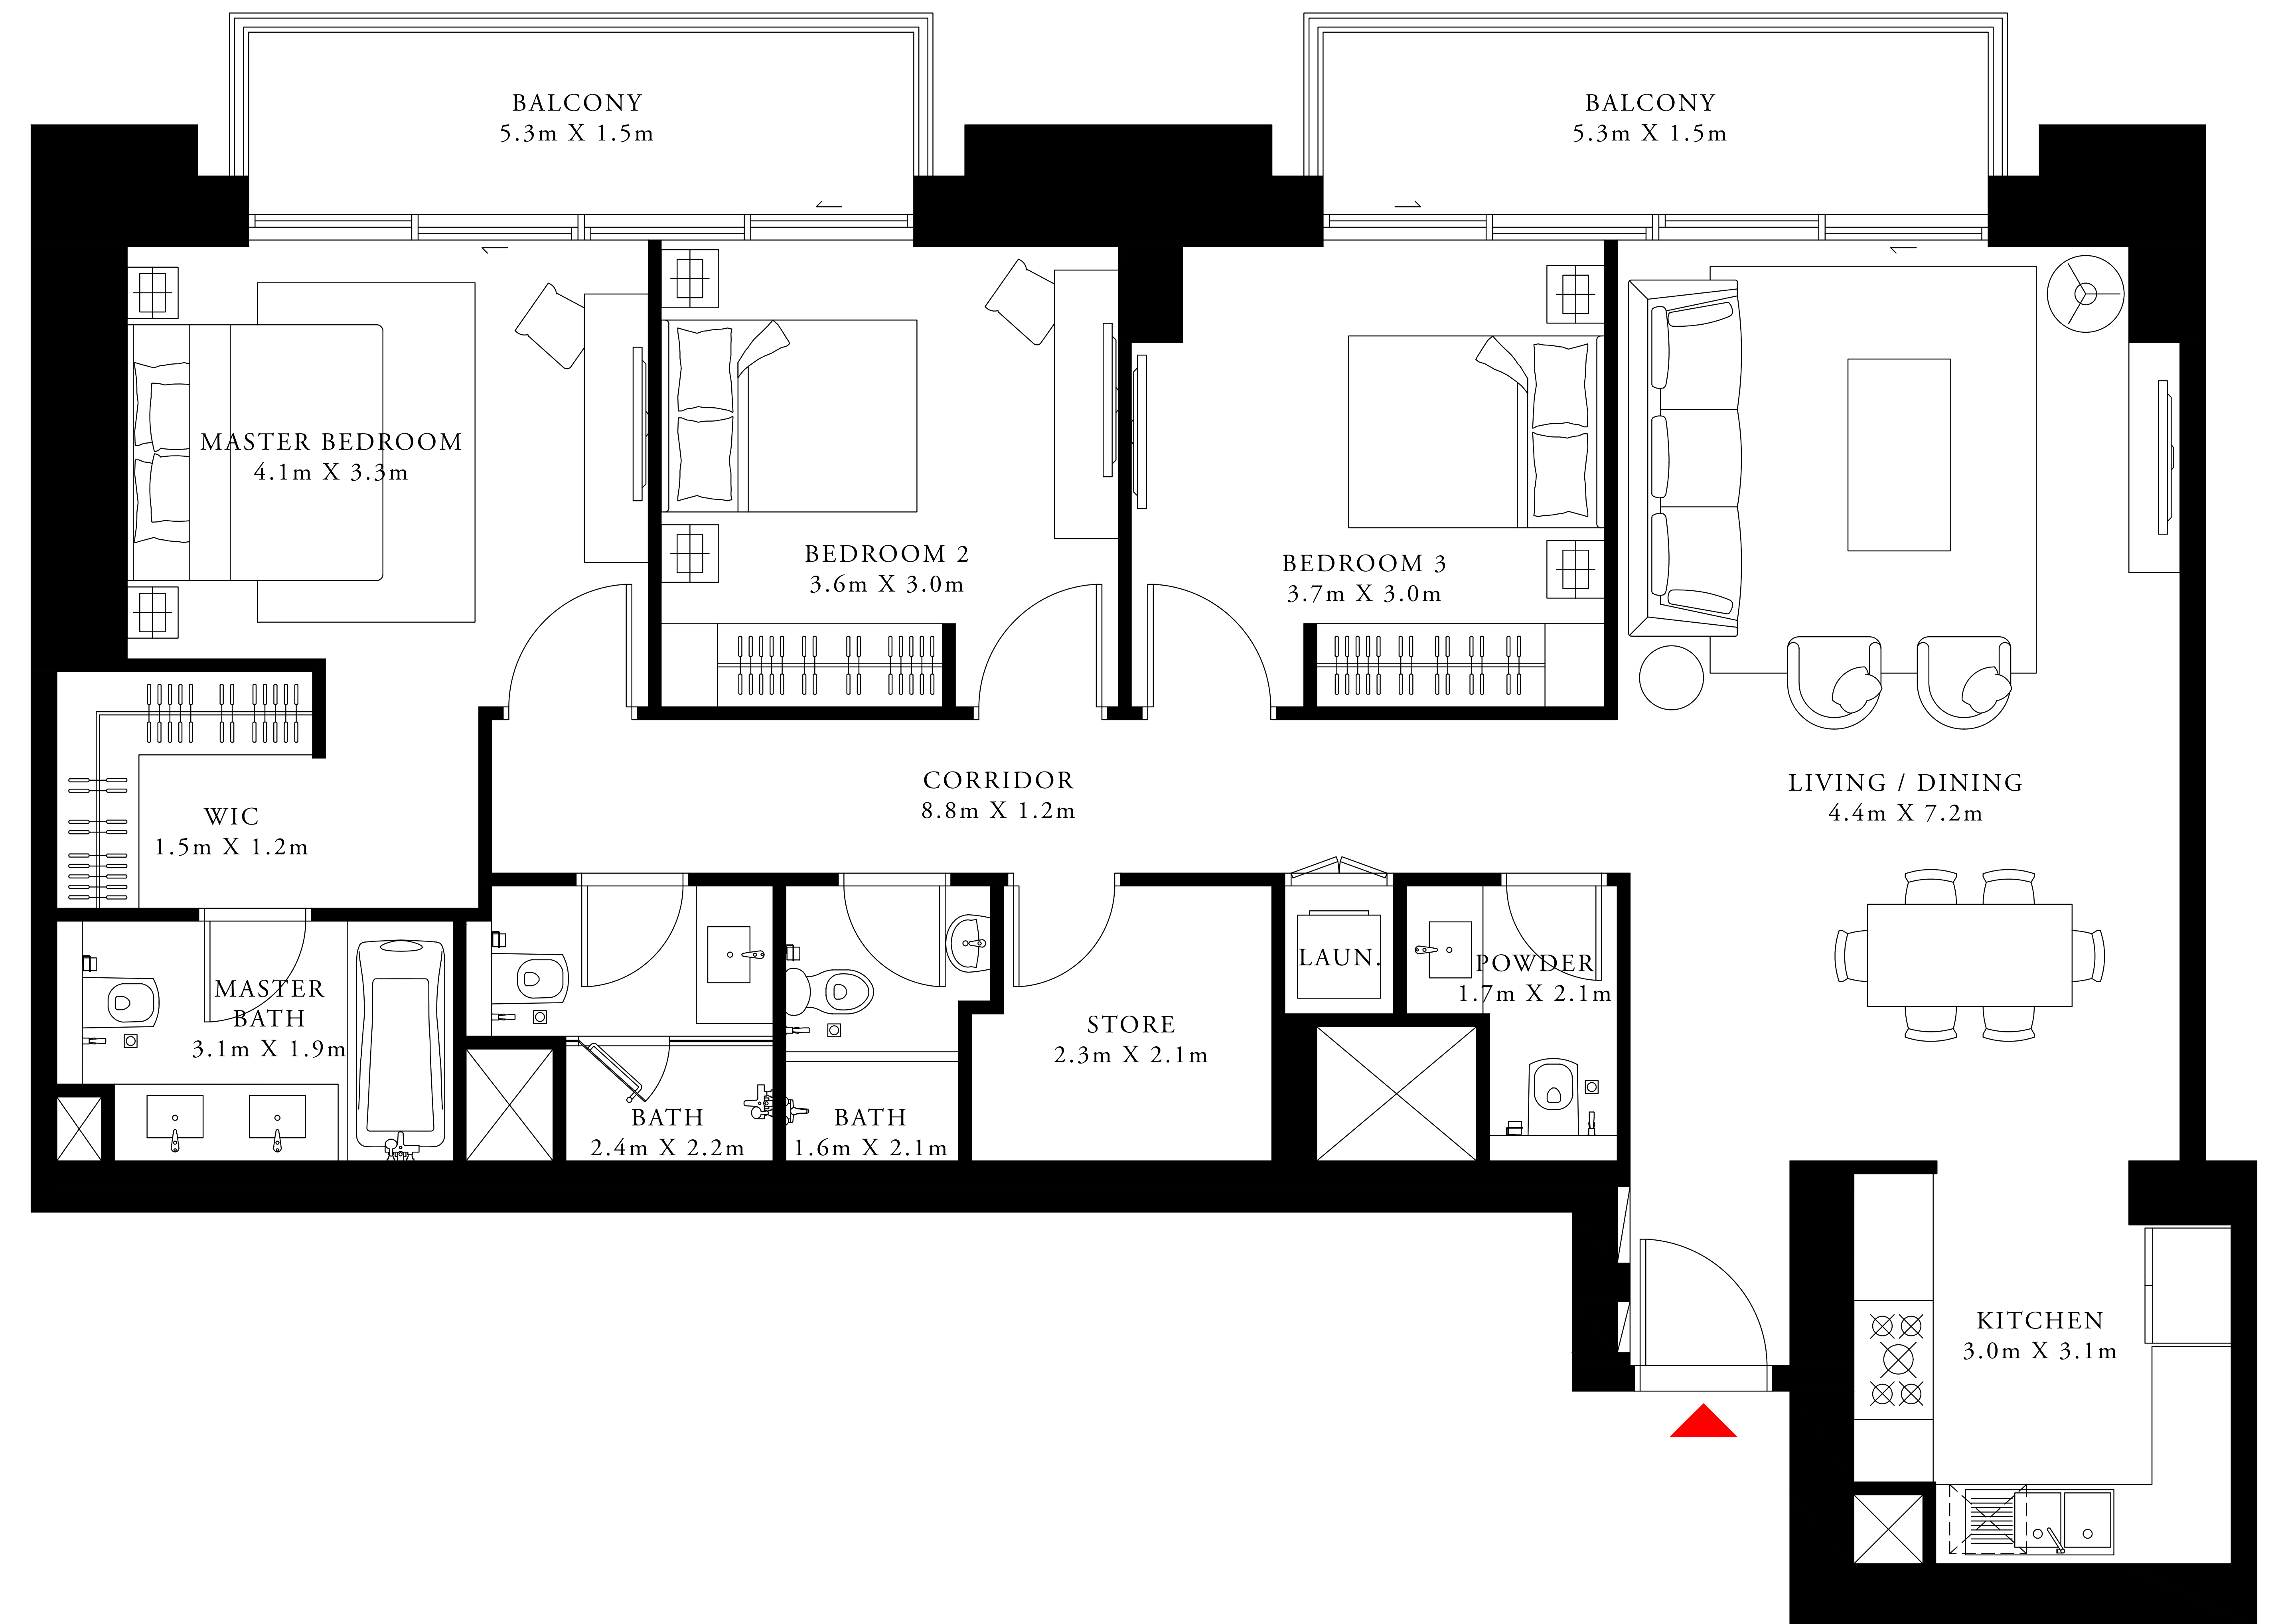 BALCONY
5.3m X 1.5m
BALCONY
5.3m X 1.5m
MASTER BEDROOM
4.1m X 3.3m
BEDROOM 2
3.6m X 3.0m
BEDROOM 3
3.7m X 3.0m
CORRIDOR
8.8m X 1.2m
LIVING / DINING
4.4m X 7.2m
WIC
1.5m X 1.2m
MASTER
BATH
3.1m X 1.9m
BATH
2.4m X 2.2m
BATH
1.6m X 2.1m
STORE
2.3m X 2.1m
LAUN.
POWDER
1.7m X 2.1m
KITCHEN
3.0m X 3.1m